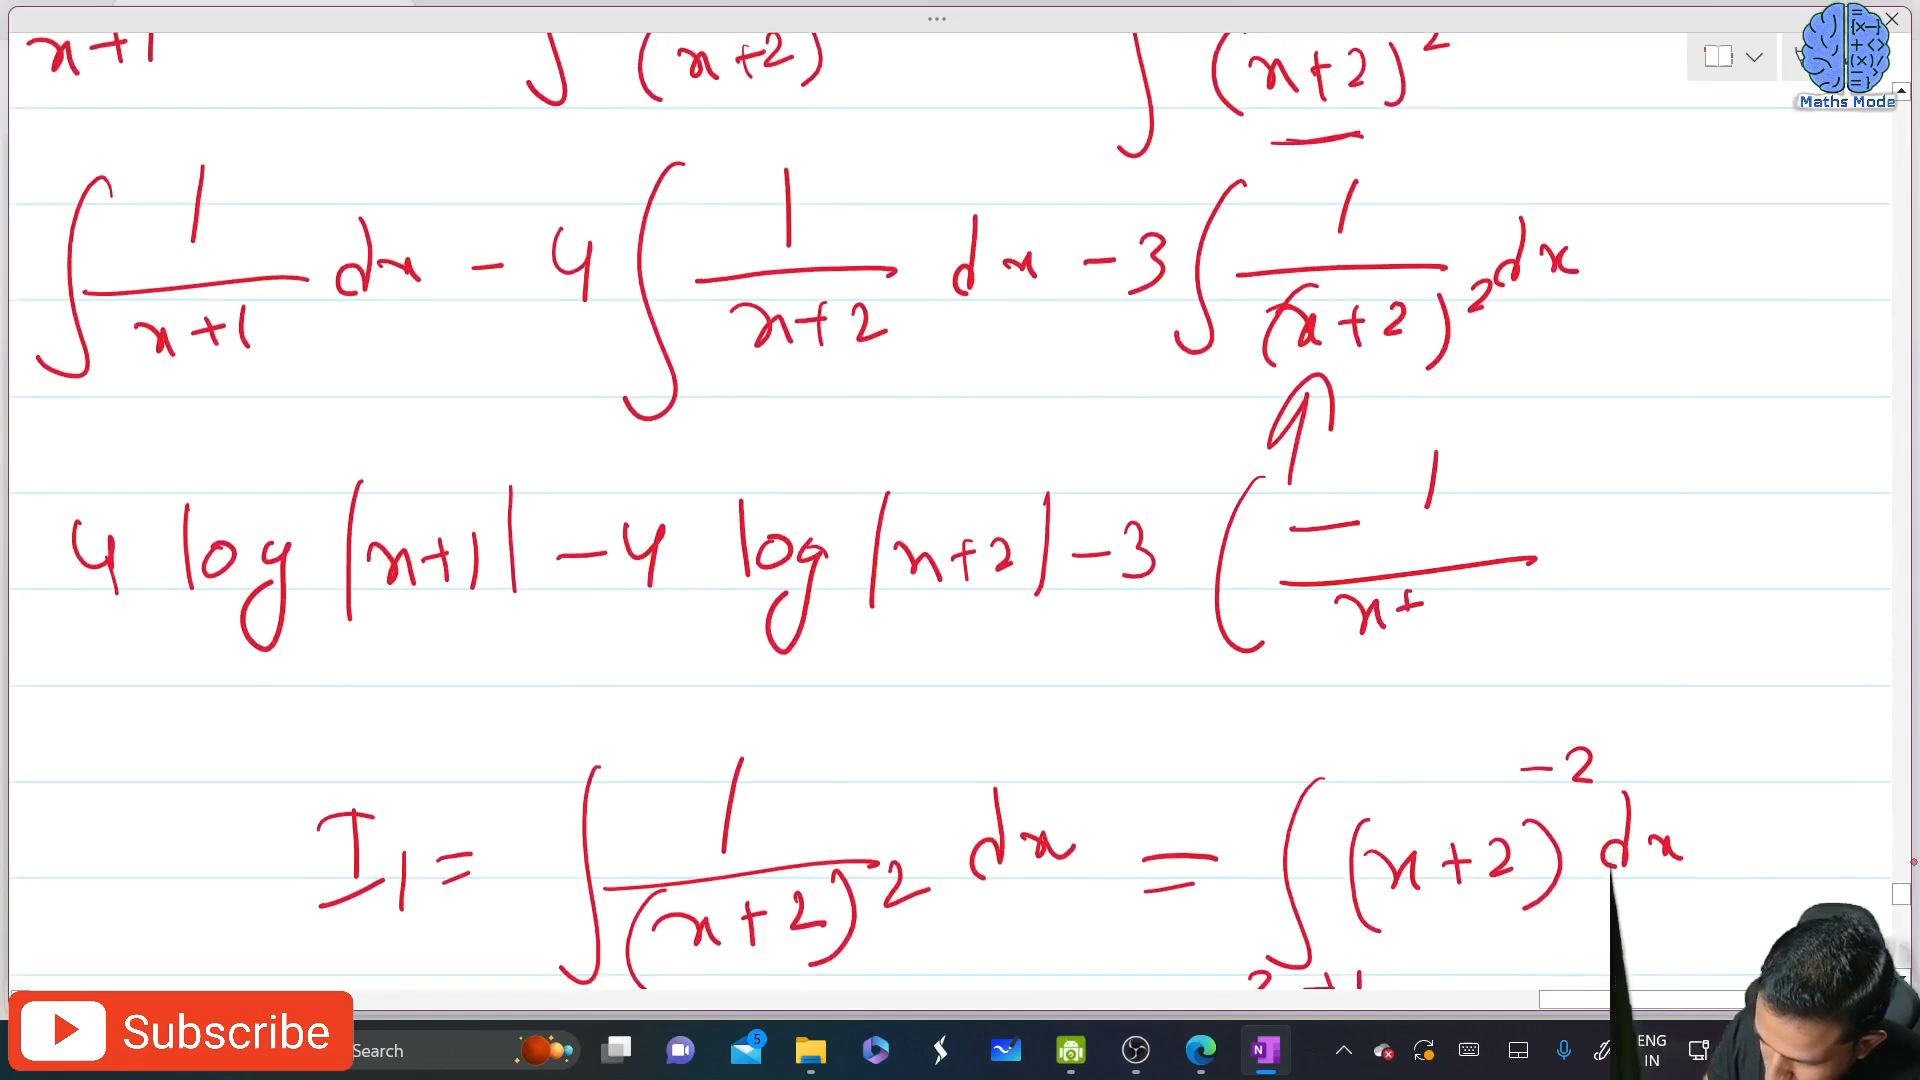 x+1 ∫ (x+2) ∫ (x+2)²
Maths Mode
∫ 1/(x+1) dx - 4 ∫ 1/(x+2) dx - 3 ∫ 1/(x+2)² dx
4 log |x+1| - 4 log |x+2| - 3 ( -1/(x+
I₁ = ∫ 1/(x+2)² dx = ∫ (x+2)⁻² dx
Subscribe
Search
5
ENG
IN